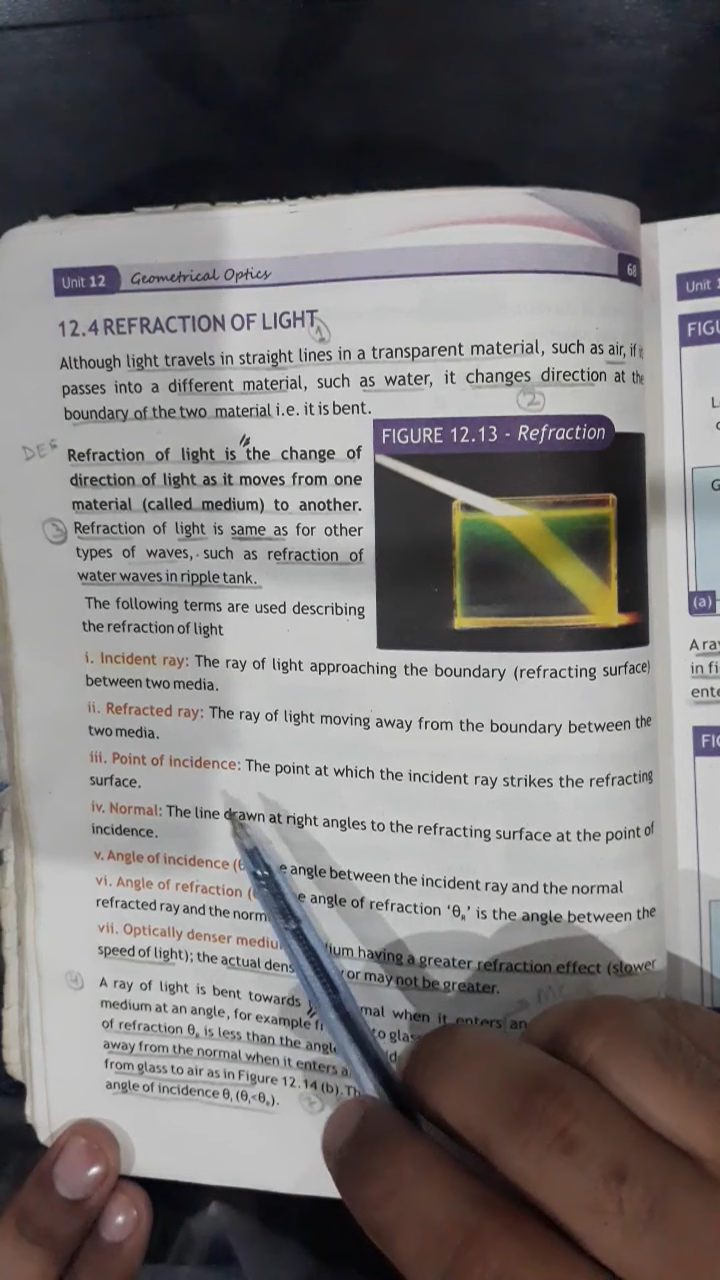 Unit 12 Geometrical Optics 68
12.4 REFRACTION OF LIGHT
1
Although light travels in straight lines in a transparent material, such as air, if
passes into a different material, such as water, it changes direction at the
boundary of the two material i.e. it is bent.
2
DEF
Refraction of light is the change of
direction of light as it moves from one
material (called medium) to another.
3 Refraction of light is same as for other
types of waves, such as refraction of
water waves in ripple tank.
The following terms are used describing
the refraction of light
FIGURE 12.13 - Refraction
i. Incident ray: The ray of light approaching the boundary (refracting surface)
between two media.
ii. Refracted ray: The ray of light moving away from the boundary between the
two media.
iii. Point of incidence: The point at which the incident ray strikes the refracting
surface.
iv. Normal: The line drawn at right angles to the refracting surface at the point of
incidence.
v. Angle of incidence ( e angle between the incident ray and the normal
vi. Angle of refraction ( e angle of refraction 'θR' is the angle between the
refracted ray and the norm
vii. Optically denser mediu ium having a greater refraction effect (slower
speed of light); the actual dens or may not be greater.
4 A ray of light is bent towards mal when it enters an
medium at an angle, for example f to glas
of refraction θR is less than the angl
away from the normal when it enters a
from glass to air as in Figure 12.14 (b). Th
angle of incidence θi (θi<θR).
Unit
FIGU
G
(a)
A ra
in fi
ente
FI